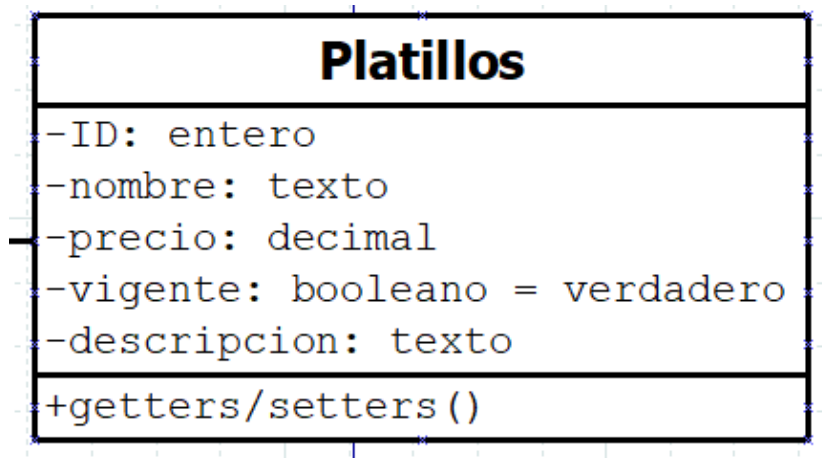 Platillos
-ID: entero
-nombre: texto
-precio: decimal
-vigente: booleano = verdadero
-descripcion: texto
+getters/setters()